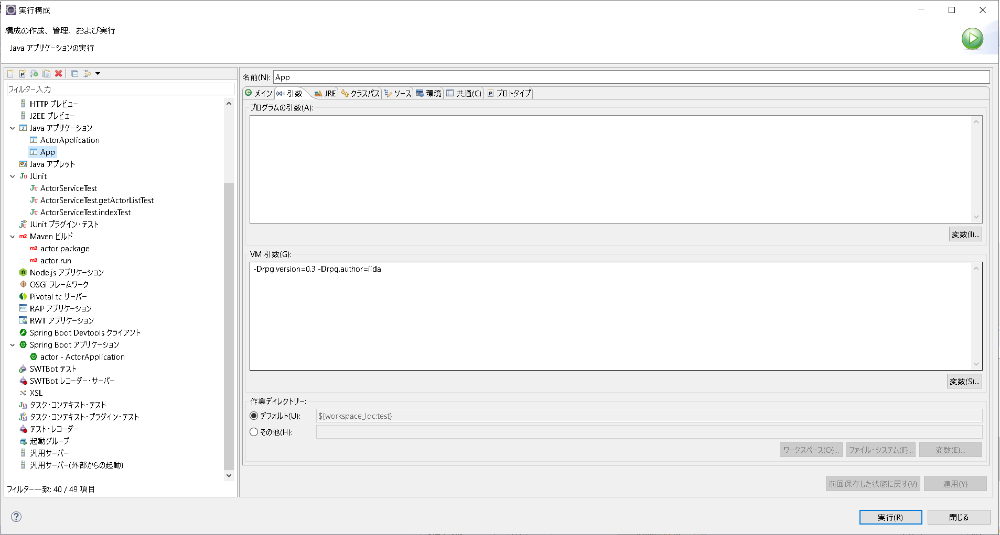 実行構成
構成の作成、管理、および実行
Java アプリケーションの実行
フィルター入力
HTTP プレビュー
J2EE プレビュー
Java アプリケーション
ActorApplication
App
Java アプレット
JUnit
ActorServiceTest
ActorServiceTest.getActorListTest
ActorServiceTest.indexTest
JUnit プラグイン・テスト
Maven ビルド
actor package
actor run
Node.js アプリケーション
OSGi フレームワーク
Pivotal tc サーバー
RAP アプリケーション
RWT アプリケーション
Spring Boot Devtools クライアント
Spring Boot アプリケーション
actor - ActorApplication
SWTBot テスト
SWTBot レコーダー・サーバー
XSL
タスク・コンテキスト・テスト
タスク・コンテキスト・プラグイン・テスト
テスト・レコーダー
起動グループ
汎用サーバー
汎用サーバー(外部からの起動)
フィルター一致: 40 / 49 項目
名前(N): App
メイン 引数 JRE クラスパス ソース 環境 共通(C) プロトタイプ
プログラムの引数(A):
変数(I)...
VM 引数(G):
-Drpg.version=0.3 -Drpg.author=iida
変数(S)...
作業ディレクトリー:
デフォルト(U): ${workspace_loc:test}
その他(H):
ワークスペース(O)... ファイル・システム(F)... 変数(E)...
前回保存した状態に戻す(V) 適用(Y)
実行(R) 閉じる